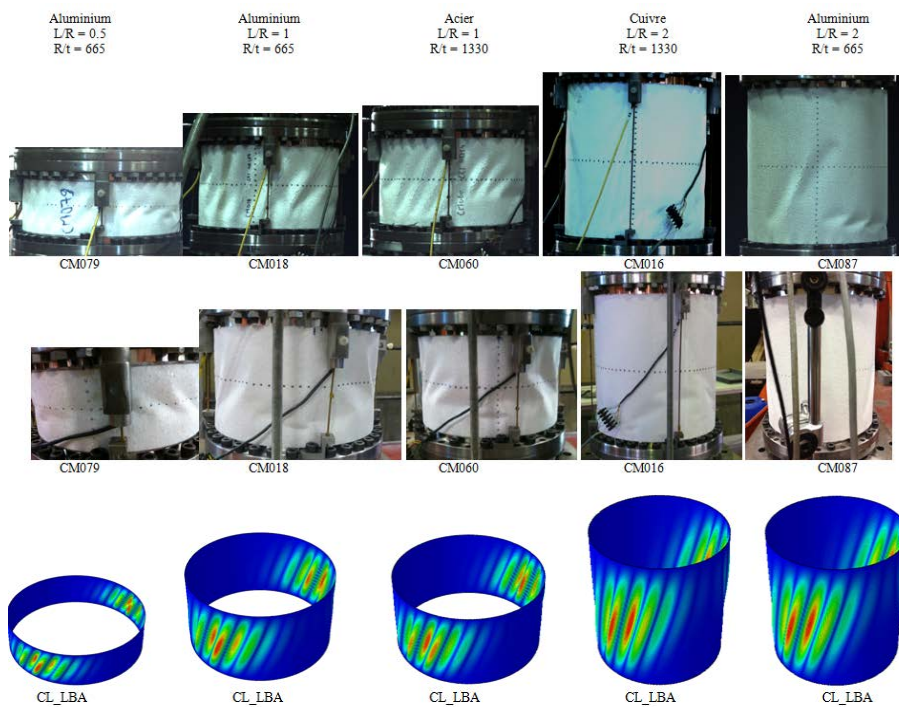 Aluminium
L/R = 0.5
R/t = 665
Aluminium
L/R = 1
R/t = 665
Acier
L/R = 1
R/t = 1330
Cuivre
L/R = 2
R/t = 1330
Aluminium
L/R = 2
R/t = 665
CM079
CM079
CM018
CM060
CM016
CM087
CM079
CM018
CM060
CM016
CM087
CL_LBA
CL_LBA
CL_LBA
CL_LBA
CL_LBA